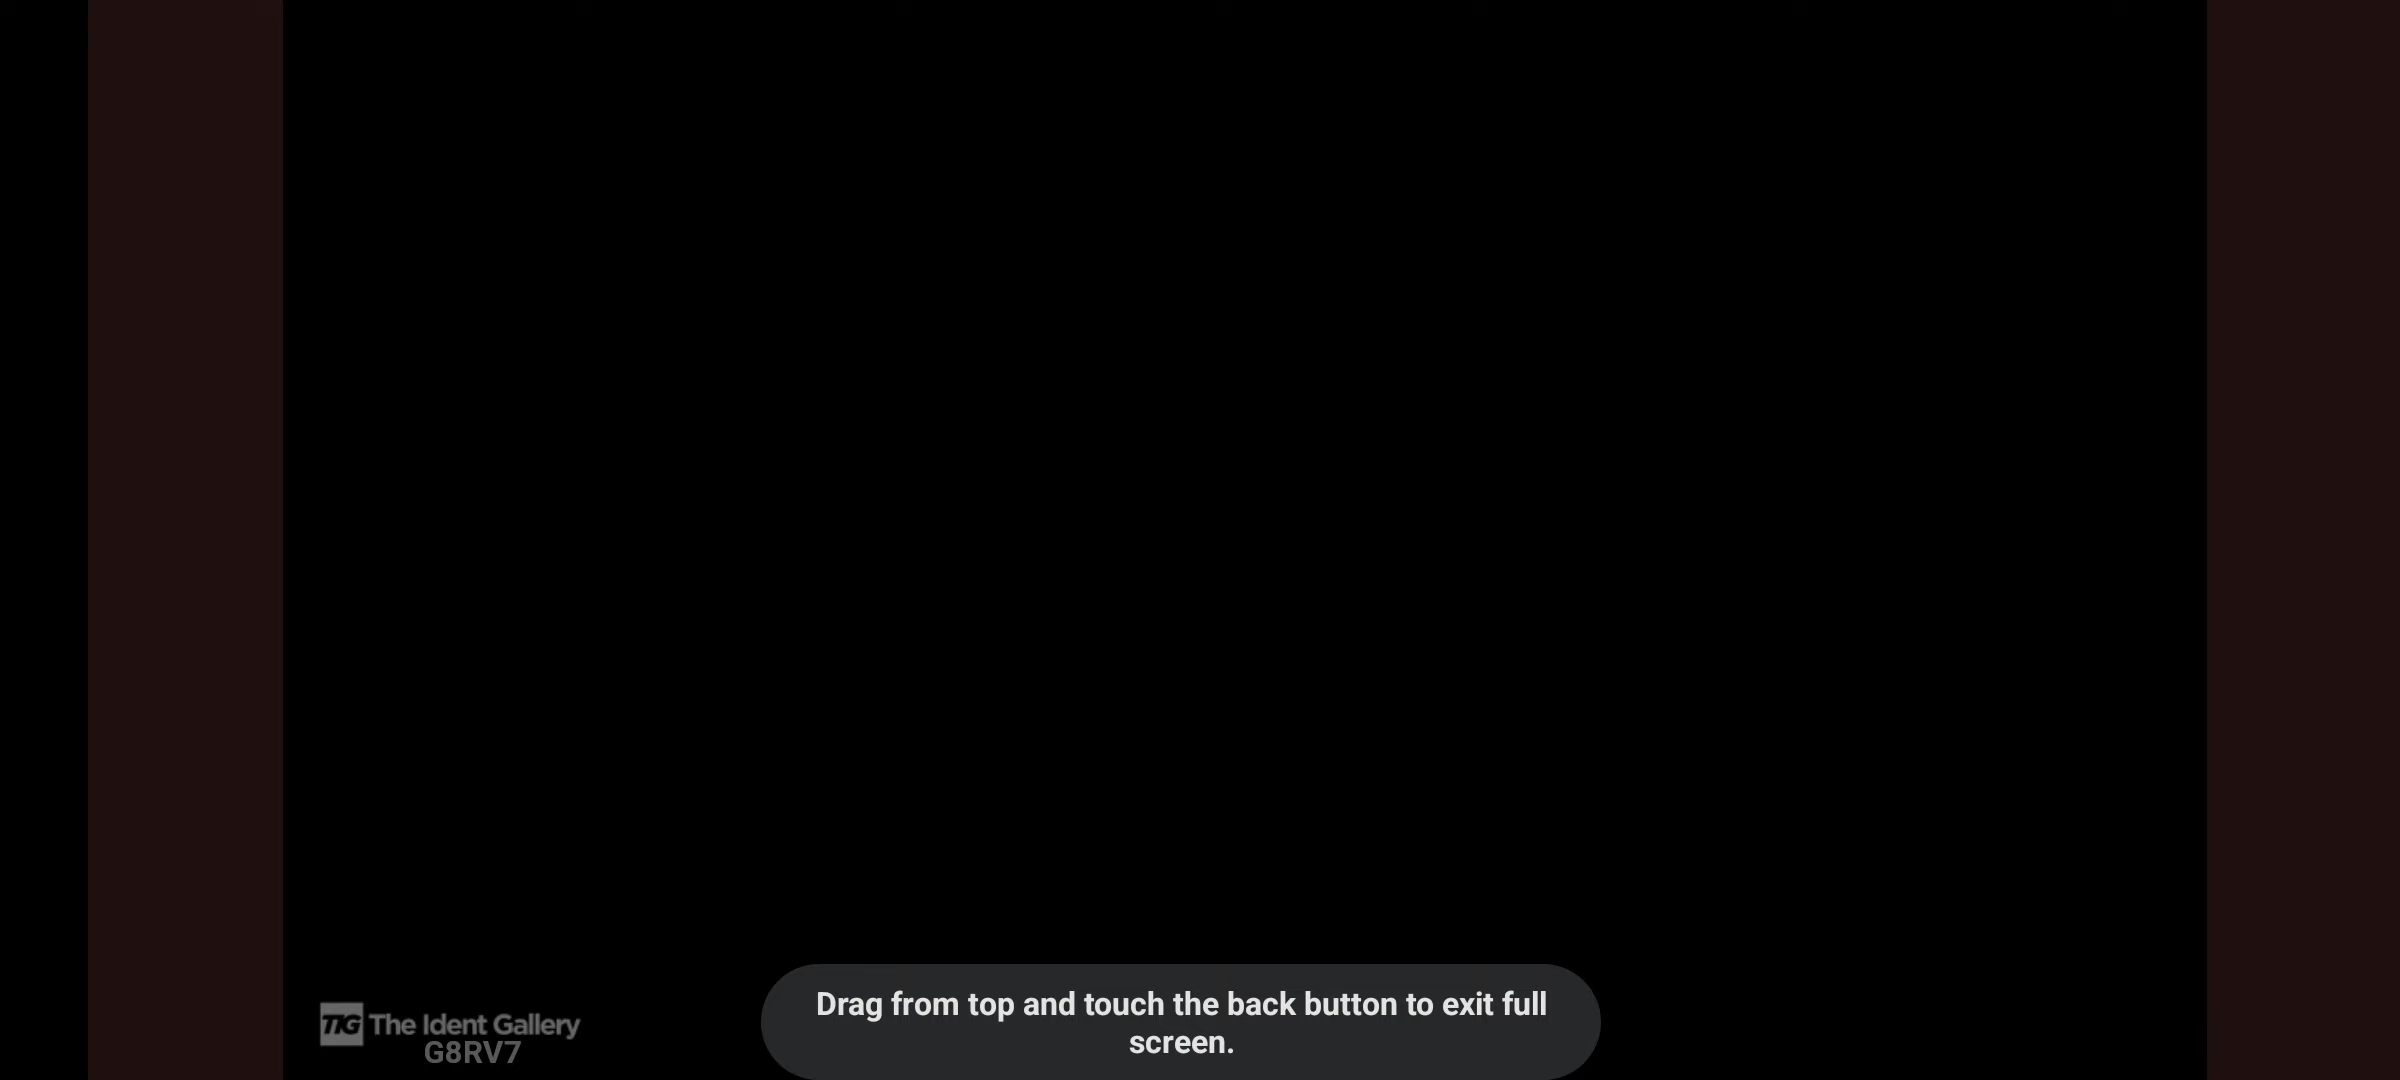 TIG The Ident Gallery
G8RV7
Drag from top and touch the back button to exit full
screen.